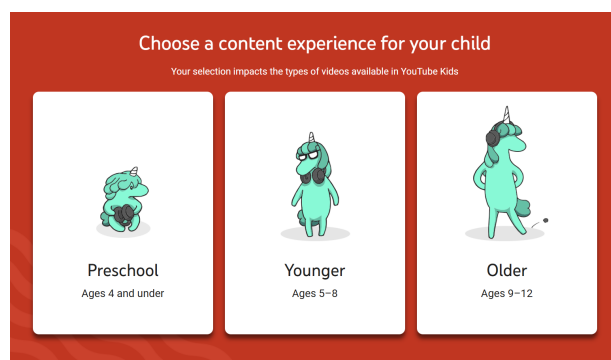 Choose a content experience for your child
Your selection impacts the types of videos available in YouTube Kids
Preschool
Ages 4 and under
Younger
Ages 5–8
Older
Ages 9–12